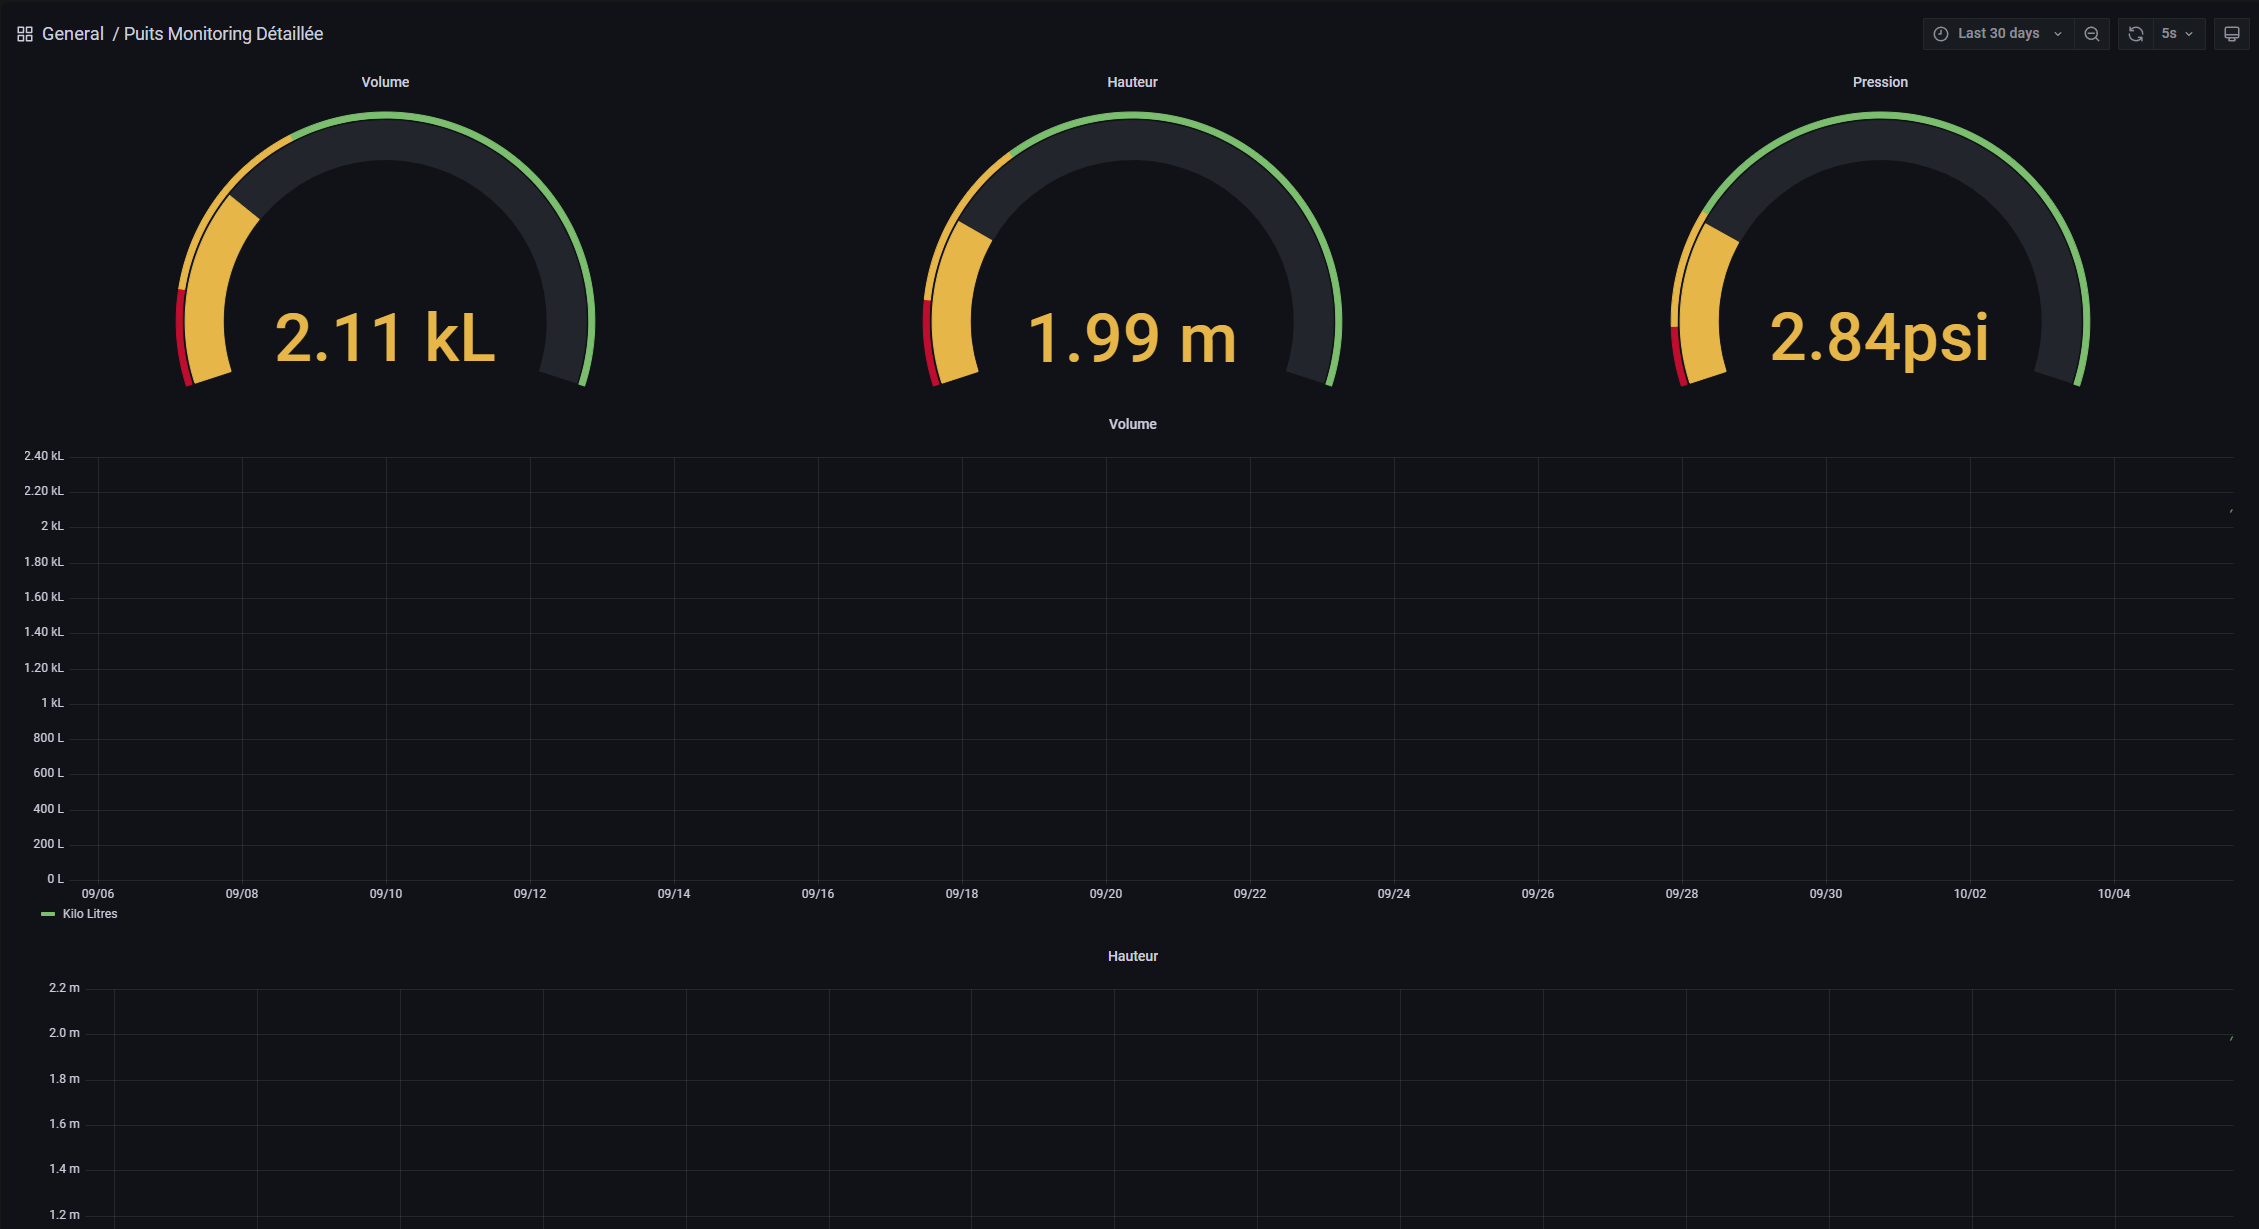 General / Puits Monitoring Détaillée
Last 30 days
5s
Volume
Hauteur
Pression
2.11 kL
1.99 m
2.84psi
Volume
2.40 kL
2.20 kL
2 kL
1.80 kL
1.60 kL
1.40 kL
1.20 kL
1 kL
800 L
600 L
400 L
200 L
0 L
09/06 09/08 09/10 09/12 09/14 09/16 09/18 09/20 09/22 09/24 09/26 09/28 09/30 10/02 10/04
Kilo Litres
Hauteur
2.2 m
2.0 m
1.8 m
1.6 m
1.4 m
1.2 m